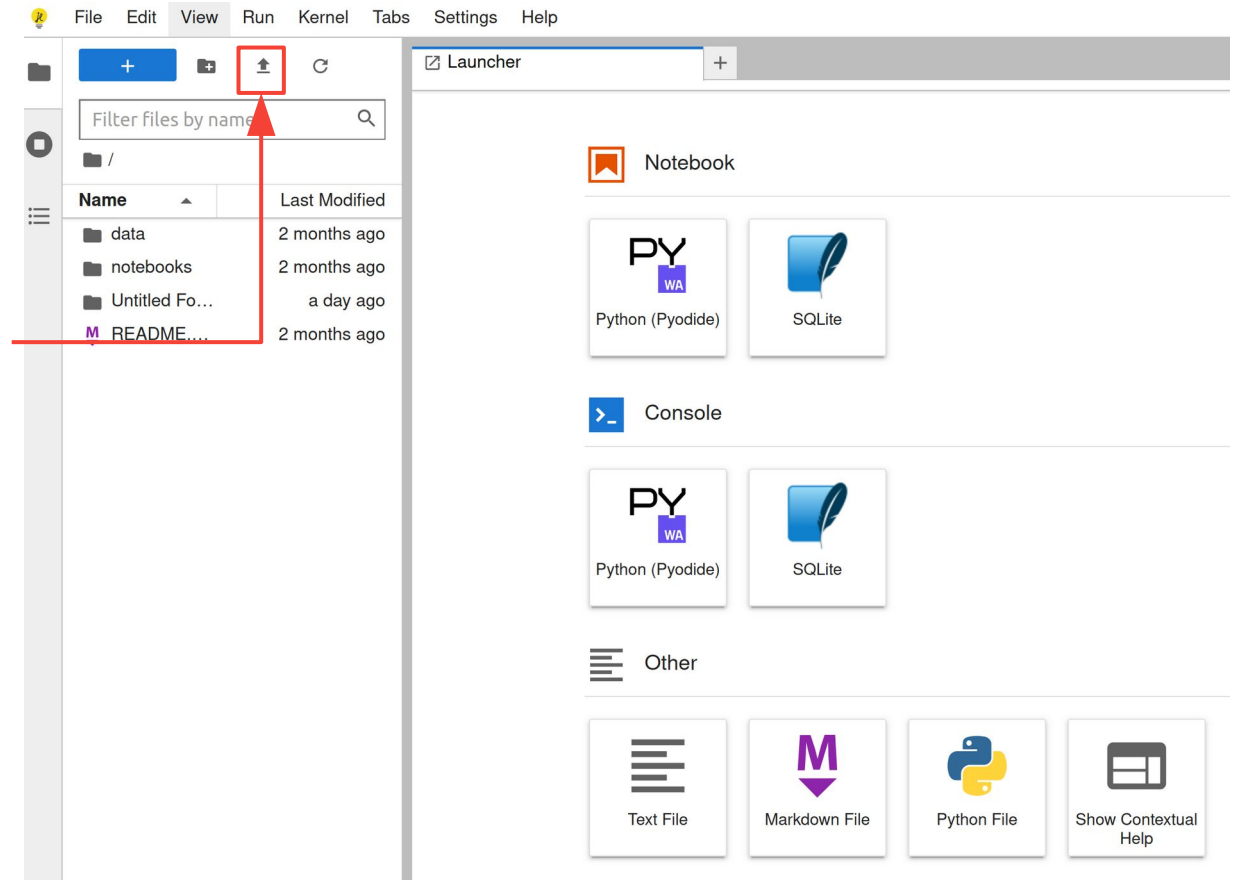 File Edit View Run Kernel Tabs Settings Help
+
Launcher +
Filter files by name
/
Name Last Modified
data 2 months ago
notebooks 2 months ago
Untitled Fo... a day ago
M README.... 2 months ago
Notebook
PY
WA
Python (Pyodide) SQLite
>_ Console
PY
WA
Python (Pyodide) SQLite
Other
M
Text File Markdown File Python File Show Contextual
Help